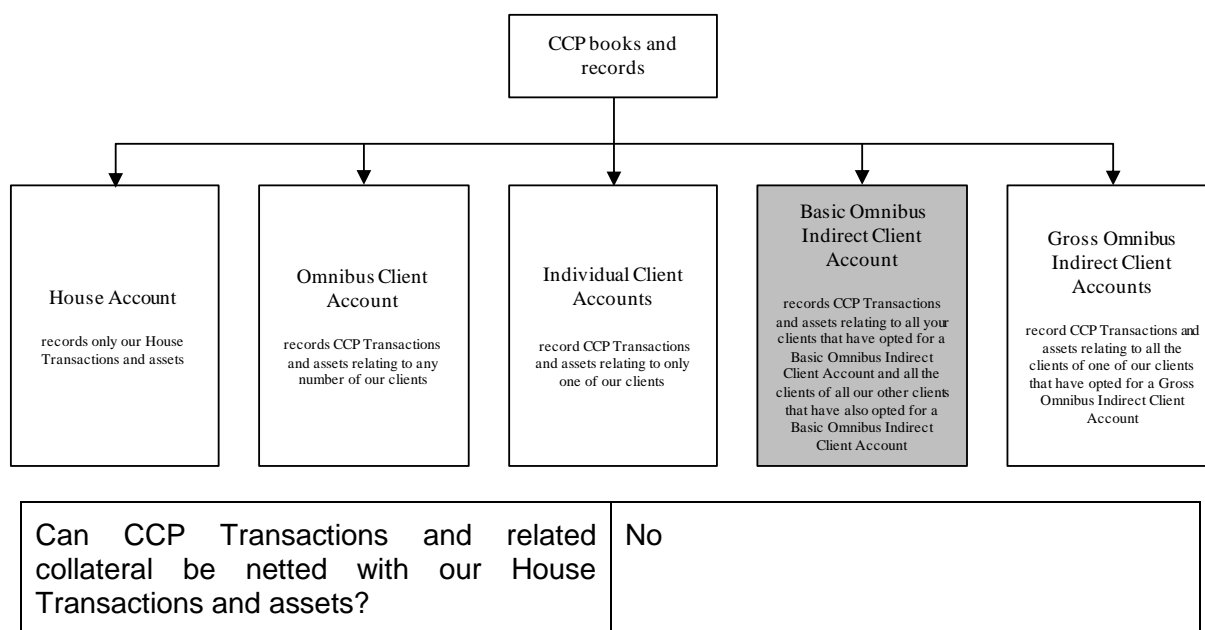 CCP books and
records
House Account
records only our House
Transactions and assets
Omnibus Client
Account
records CCP Transactions
and assets relating to any
number of our clients
Individual Client
Accounts
record CCP Transactions
and assets relating to only
one of our clients
Basic Omnibus
Indirect Client
Account
records CCP Transactions
and assets relating to all your
clients that have opted for a
Basic Omnibus Indirect
Client Account and all the
clients of all our other clients
that have also opted for a
Basic Omnibus Indirect
Client Account
Gross Omnibus
Indirect Client
Accounts
record CCP Transactions and
assets relating to all the
clients of one of our clients
that have opted for a Gross
Omnibus Indirect Client
Account
Can CCP Transactions and related
collateral be netted with our House
Transactions and assets?
No